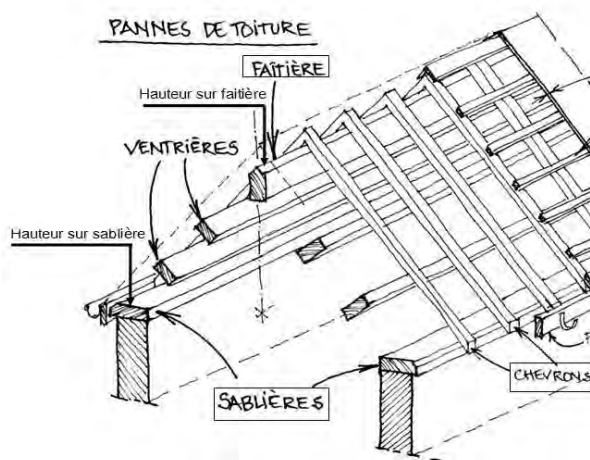 PANNES DE TOITURE
FAÎTIÈRE
Hauteur sur faîtière
VENTRIÈRES
Hauteur sur sablière
SABLIÈRES
CHEVRONS